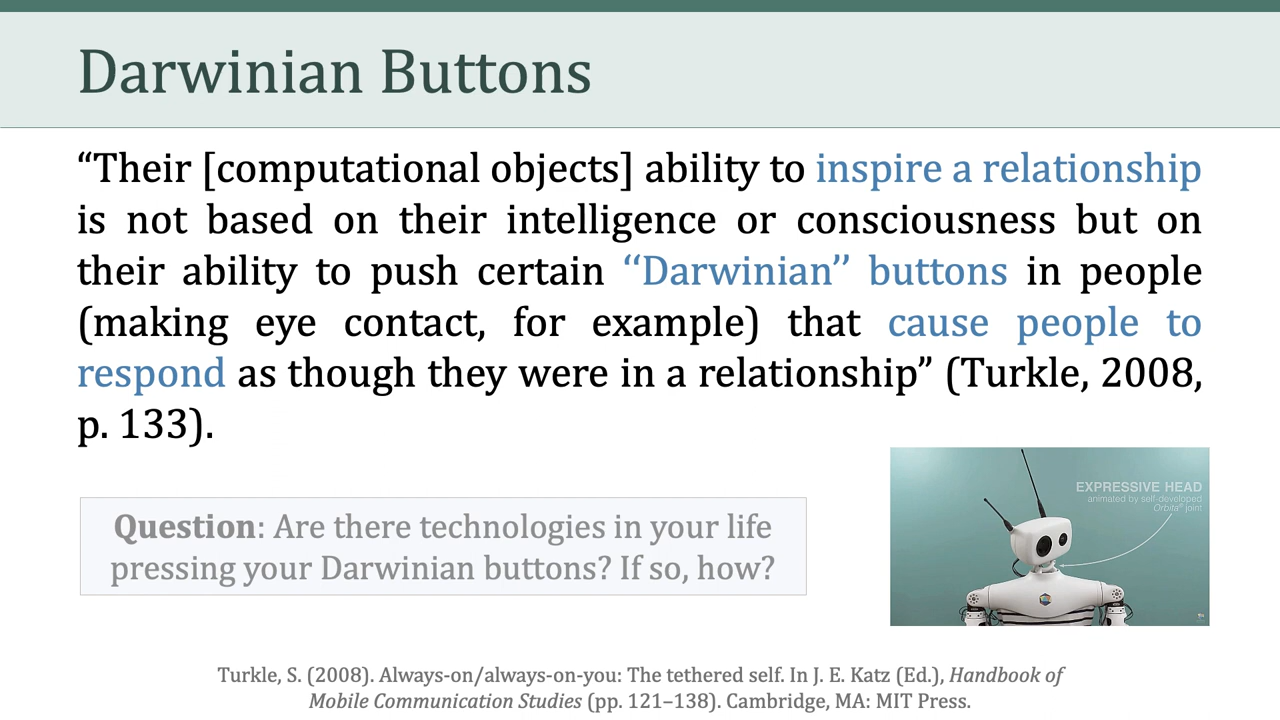 Darwinian Buttons
“Their [computational objects] ability to inspire a relationship
is not based on their intelligence or consciousness but on
their ability to push certain ‘‘Darwinian’’ buttons in people
(making eye contact, for example) that cause people to
respond as though they were in a relationship” (Turkle, 2008,
p. 133).
EXPRESSIVE HEAD
animated by self-developed
Orbita® joint
Question: Are there technologies in your life
pressing your Darwinian buttons? If so, how?
Turkle, S. (2008). Always-on/always-on-you: The tethered self. In J. E. Katz (Ed.), Handbook of
Mobile Communication Studies (pp. 121–138). Cambridge, MA: MIT Press.